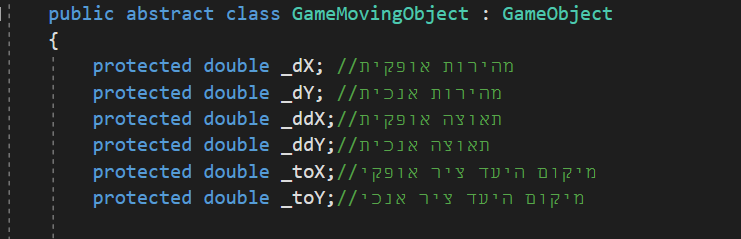 public abstract class GameMovingObject : GameObject
{
protected double _dX; //מהירות אופקית
protected double _dY; //מהירות אנכית
protected double _ddX;//תאוצה אופקית
protected double _ddY;//תאוצה אנכית
protected double _toX;//מיקום היעד ציר אופקי
protected double _toY;//מיקום היעד ציר אנכי